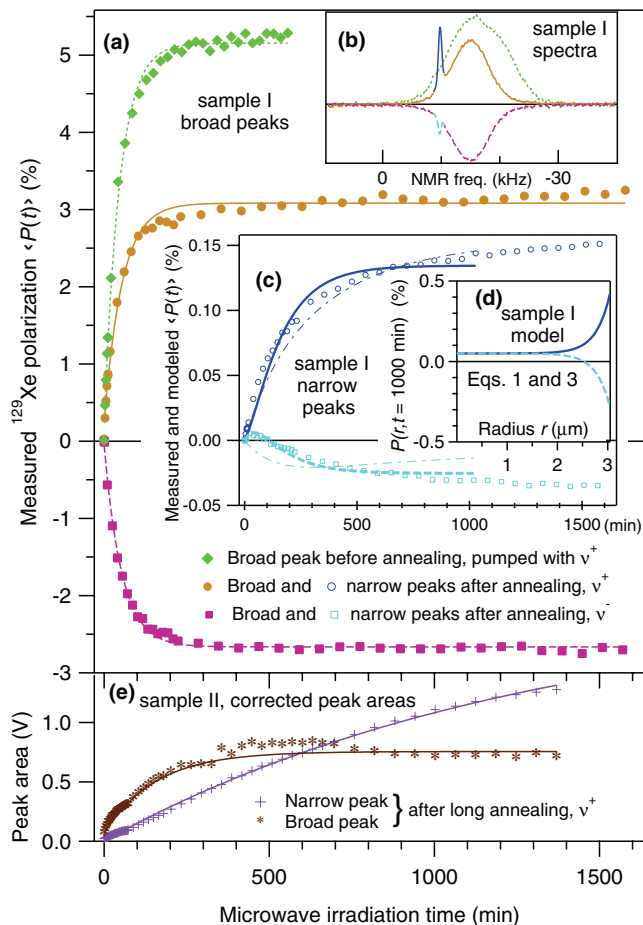 (a)
sample I
broad peaks
Measured ¹²⁹Xe polarization ‹P(t)› (%)
5
4
3
2
1
0
-1
-2
-3
(b)
sample I
spectra
0
NMR freq. (kHz)
-30
(c)
Measured and modeled ‹P(t)› (%)
0.15
0.10
0.05
0.00
-0.05
sample I
narrow
peaks
0
500
1000
1500
(min)
(d)
P(r,t = 1000 min) (%)
0.5
0.0
-0.5
sample I
model
Eqs. 1 and 3
Radius r (μm)
1
2
3
Broad peak before annealing, pumped with ν⁺
Broad and narrow peaks after annealing, ν⁺
Broad and narrow peaks after annealing, ν⁻
(e)
sample II, corrected peak areas
Peak area (V)
1.0
0.5
0.0
Narrow peak
Broad peak
} after long annealing, ν⁺
0
500
1000
1500
Microwave irradiation time (min)